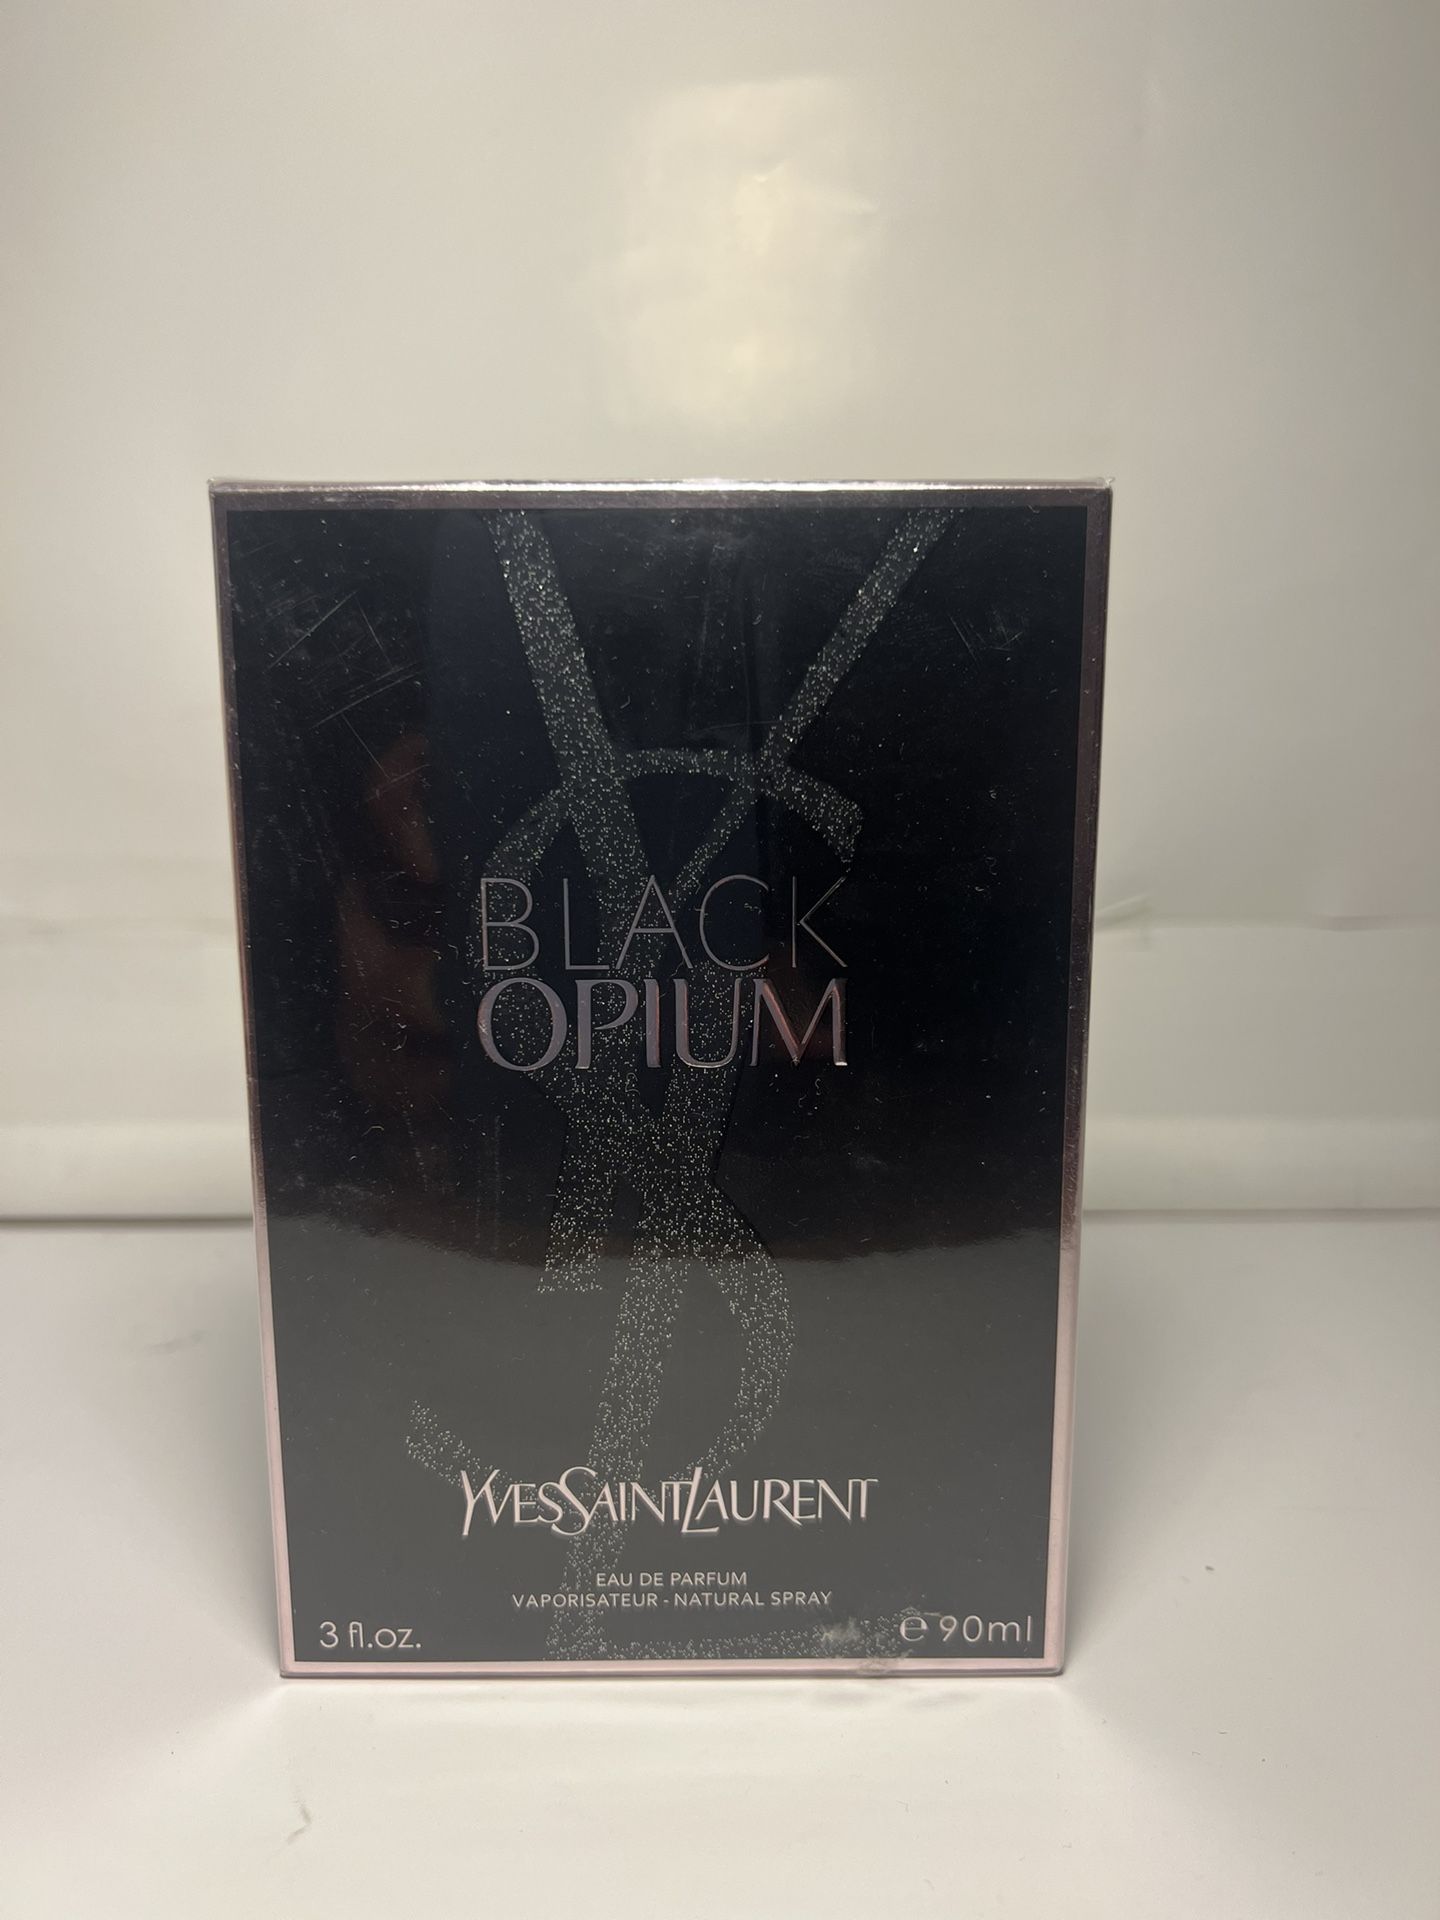 BLACK
OPIUM
YVESSAINTLAURENT
EAU DE PARFUM
VAPORISATEUR - NATURAL SPRAY
3 fl.oz. ℮ 90ml